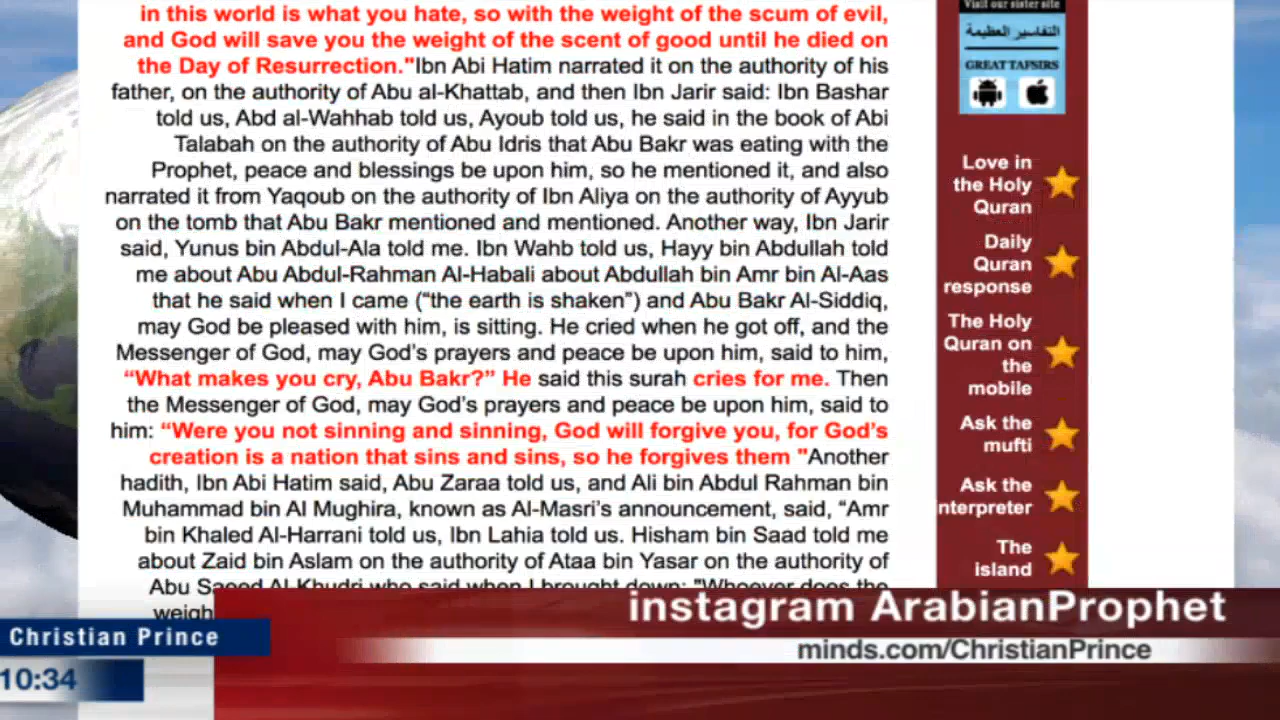 in this world is what you hate, so with the weight of the scum of evil,
and God will save you the weight of the scent of good until he died on
the Day of Resurrection."Ibn Abi Hatim narrated it on the authority of his
father, on the authority of Abu al-Khattab, and then Ibn Jarir said: Ibn Bashar
told us, Abd al-Wahhab told us, Ayoub told us, he said in the book of Abi
Talabah on the authority of Abu Idris that Abu Bakr was eating with the
Prophet, peace and blessings be upon him, so he mentioned it, and also
narrated it from Yaqoub on the authority of Ibn Aliya on the authority of Ayyub
on the tomb that Abu Bakr mentioned and mentioned. Another way, Ibn Jarir
said, Yunus bin Abdul-Ala told me. Ibn Wahb told us, Hayy bin Abdullah told
me about Abu Abdul-Rahman Al-Habali about Abdullah bin Amr bin Al-Aas
that he said when I came (“the earth is shaken”) and Abu Bakr Al-Siddiq,
may God be pleased with him, is sitting. He cried when he got off, and the
Messenger of God, may God’s prayers and peace be upon him, said to him,
“What makes you cry, Abu Bakr?” He said this surah cries for me. Then
the Messenger of God, may God’s prayers and peace be upon him, said to
him: “Were you not sinning and sinning, God will forgive you, for God’s
creation is a nation that sins and sins, so he forgives them "Another
hadith, Ibn Abi Hatim said, Abu Zaraa told us, and Ali bin Abdul Rahman bin
Muhammad bin Al Mughira, known as Al-Masri’s announcement, said, “Amr
bin Khaled Al-Harrani told us, Ibn Lahia told us. Hisham bin Saad told me
about Zaid bin Aslam on the authority of Ataa bin Yasar on the authority of
Abu Saeed Al-Khudri who said when I brought down: "Whoever does the
weigh
Visit our sister site
التفاسير العظيمة
GREAT TAFSIRS
Love in
the Holy
Quran
Daily
Quran
response
The Holy
Quran on
the
mobile
Ask the
mufti
Ask the
nterpreter
The
island
instagram ArabianProphet
minds.com/ChristianPrince
Christian Prince
10:34